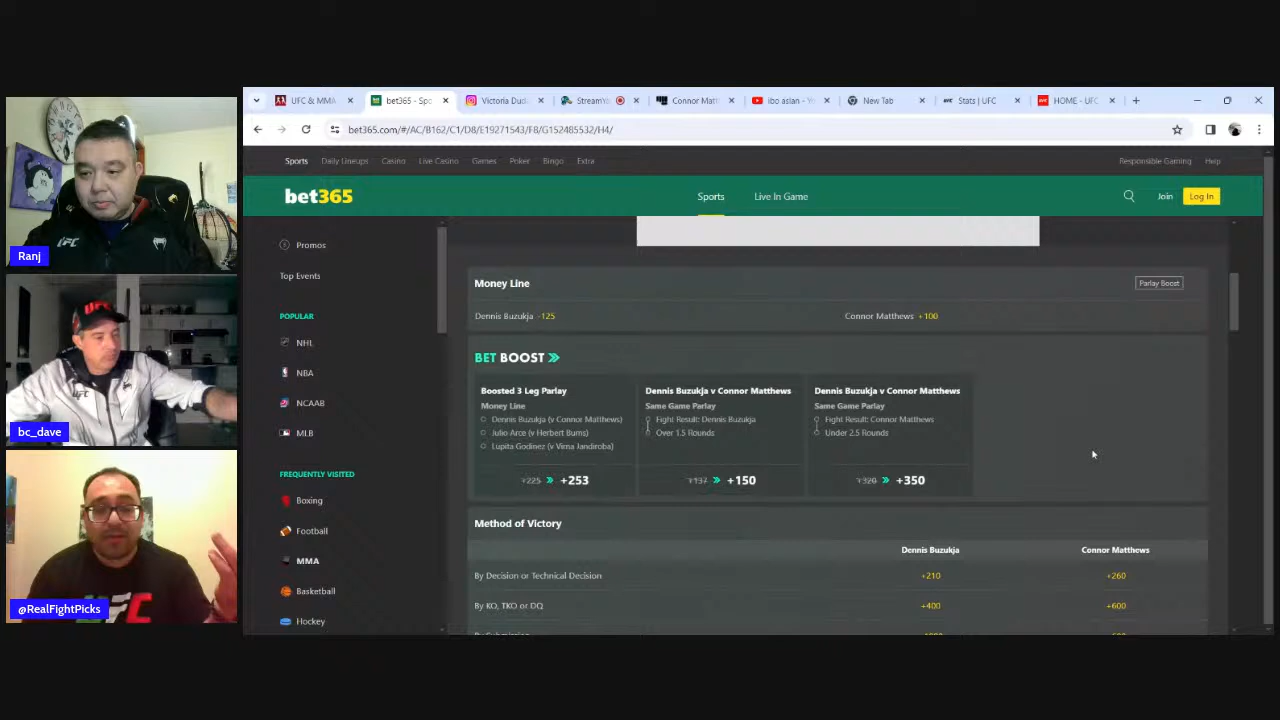 UFC
Ranj
UFC
bc_dave
UFC
@RealFightPicks
UFC & MMA
bet365 - Spo
Victoria Duda
StreamYa
Connor Matt
ibo aslan - Yo
New Tab
Stats | UFC
HOME - UFC
bet365.com/#/AC/B162/C1/D8/E19271543/F8/G152485532/H4/
Sports
Daily Lineups
Casino
Live Casino
Games
Poker
Bingo
Extra
Responsible Gaming
Help
bet365
Sports
Live In Game
Join
Log In
Promos
Top Events
POPULAR
NHL
NBA
NCAAB
MLB
FREQUENTLY VISITED
Boxing
Football
MMA
Basketball
Hockey
Money Line
Parlay Boost
Dennis Buzukja -125
Connor Matthews +100
BET BOOST
Boosted 3 Leg Parlay
Money Line
Dennis Buzukja (v Connor Matthews)
Julio Arce (v Herbert Burns)
Lupita Godinez (v Virna Jandiroba)
+225 +253
Dennis Buzukja v Connor Matthews
Same Game Parlay
Fight Result: Dennis Buzukja
Over 1.5 Rounds
+137 +150
Dennis Buzukja v Connor Matthews
Same Game Parlay
Fight Result: Connor Matthews
Under 2.5 Rounds
+320 +350
Method of Victory
Dennis Buzukja
Connor Matthews
By Decision or Technical Decision
+210
+260
By KO, TKO or DQ
+400
+600
By Submission